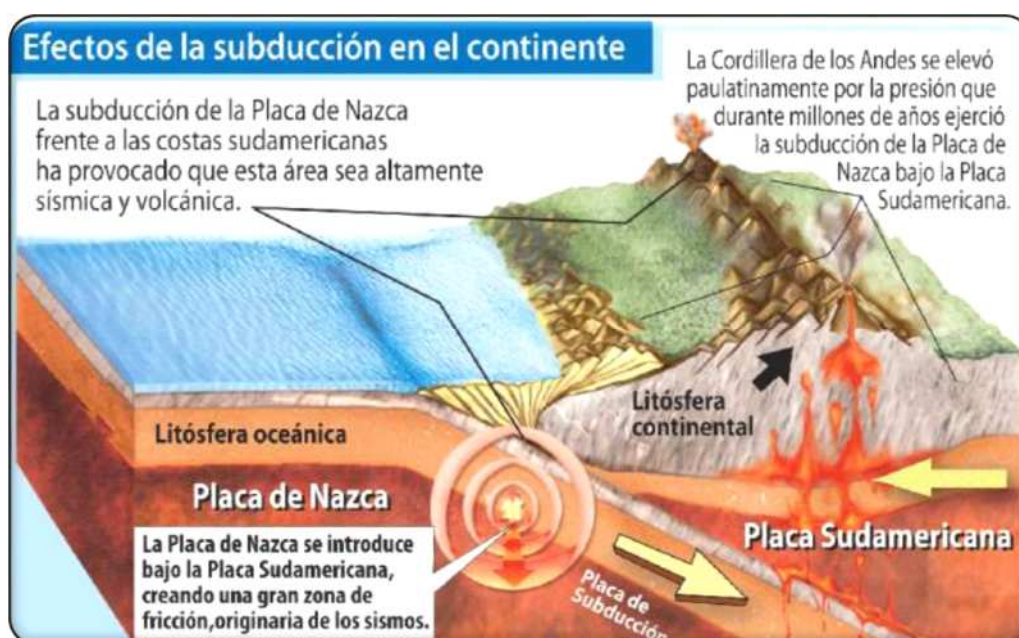 Efectos de la subducción en el continente
La subducción de la Placa de Nazca
frente a las costas sudamericanas
ha provocado que esta área sea altamente
sísmica y volcánica.
La Cordillera de los Andes se elevó
paulatinamente por la presión que
durante millones de años ejerció
la subducción de la Placa de
Nazca bajo la Placa
Sudamericana.
Litósfera oceánica
Litósfera
continental
Placa de Nazca
Placa Sudamericana
La Placa de Nazca se introduce
bajo la Placa Sudamericana,
creando una gran zona de
fricción,originaria de los sismos.
Placa de
Subducción